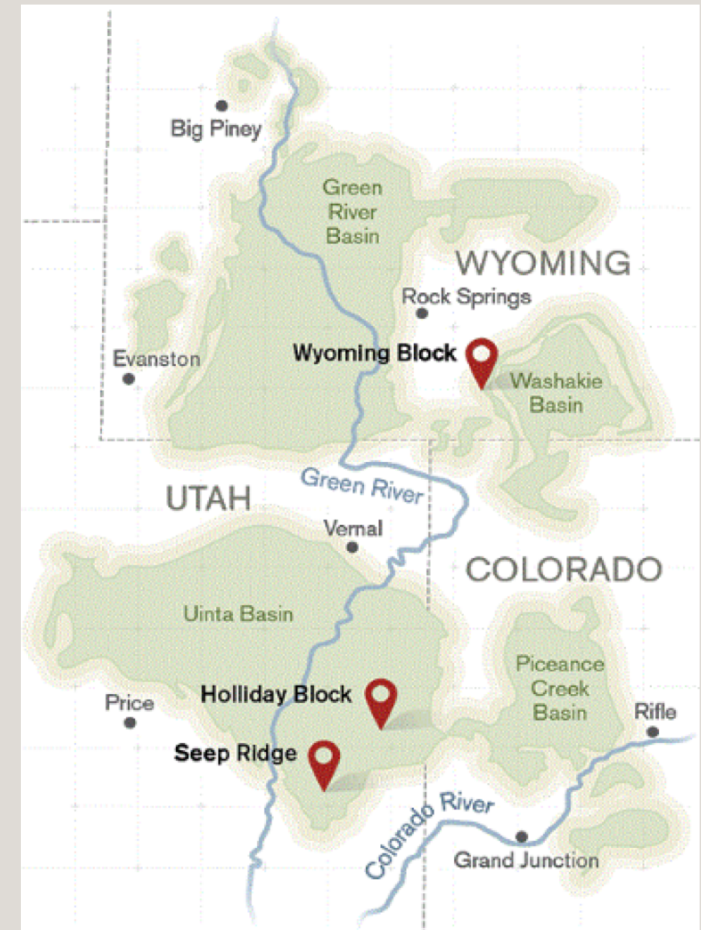 Big Piney
Green
River
Basin
WYOMING
Rock Springs
Wyoming Block
Evanston
Washakie
Basin
Green River
UTAH
Vernal
COLORADO
Uinta Basin
Piceance
Creek
Basin
Holliday Block
Price
Rifle
Seep Ridge
Colorado River
Grand Junction